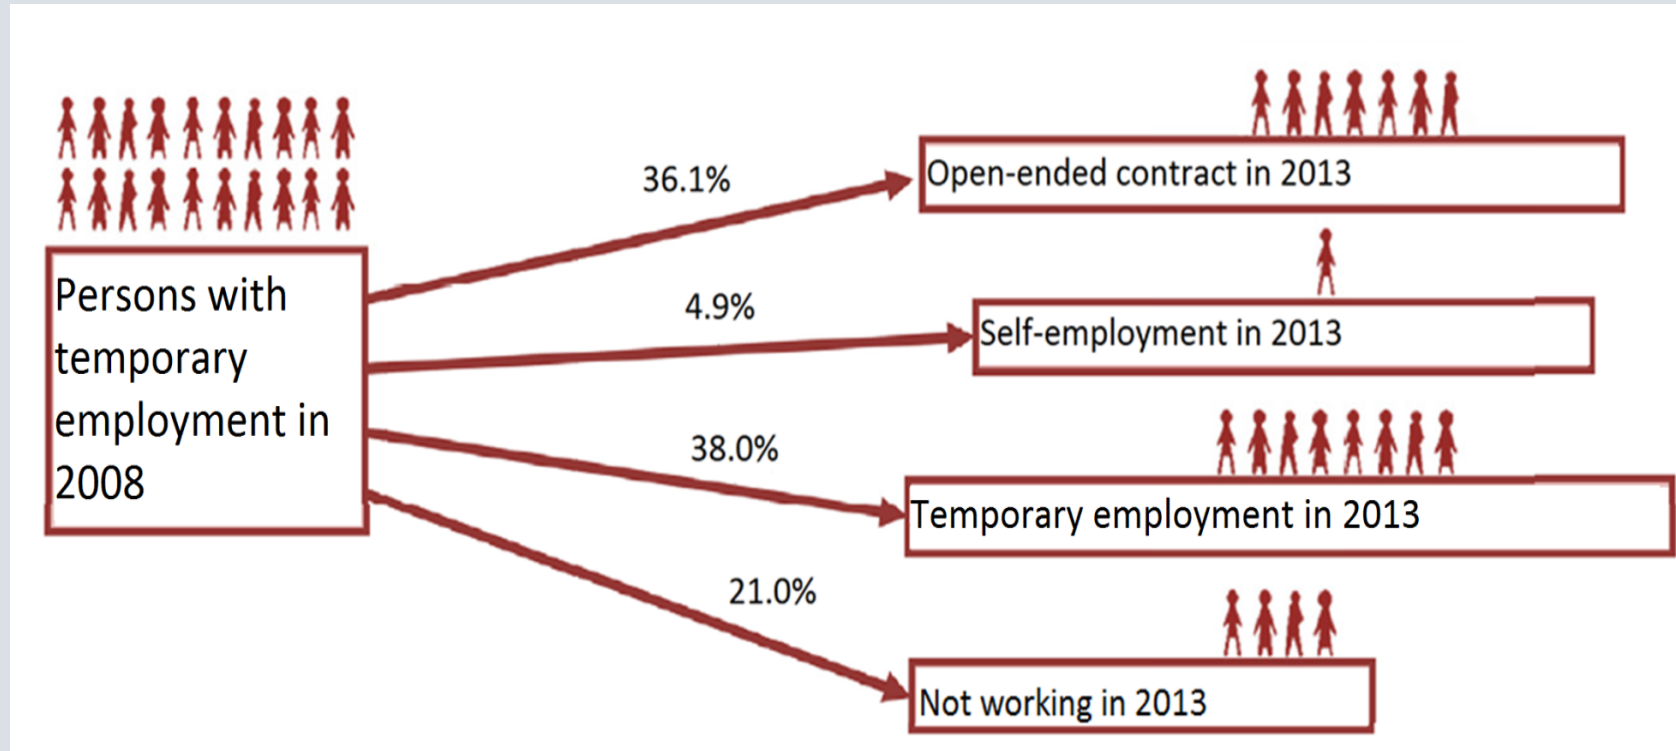 Persons with
temporary
employment in
2008
36.1%
Open-ended contract in 2013
4.9%
Self-employment in 2013
38.0%
Temporary employment in 2013
21.0%
Not working in 2013